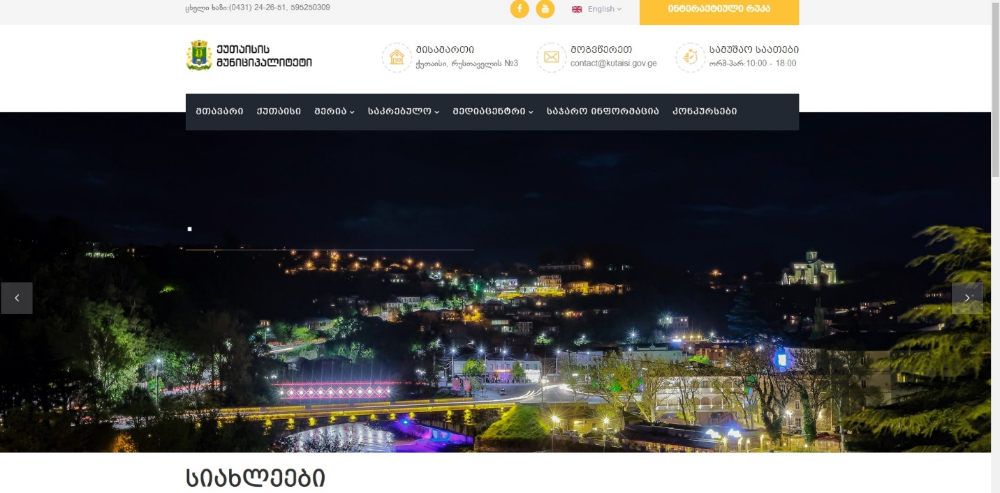 ცხელი ხაზი:(0431) 24-26-51, 595250309
English
ინტერაქტიული რუკა
ქუთაისის
მუნიციპალიტეტი
მისამართი
ქუთაისი, რუსთაველის №3
მოგვწერეთ
contact@kutaisi.gov.ge
სამუშაო საათები
ორშ-პარ:10:00 - 18:00
მთავარი ქუთაისი მერია საკრებულო მედიაცენტრი საჯარო ინფორმაცია კონკურსები
.
სიახლეები